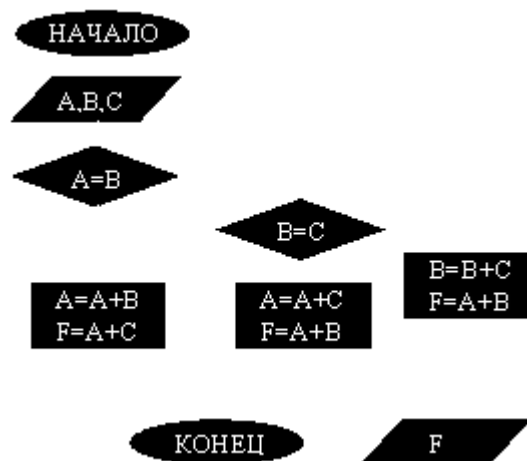 НАЧАЛО
A,B,C
A=B
B=C
B=B+C
F=A+B
A=A+B
F=A+C
A=A+C
F=A+B
КОНЕЦ
F